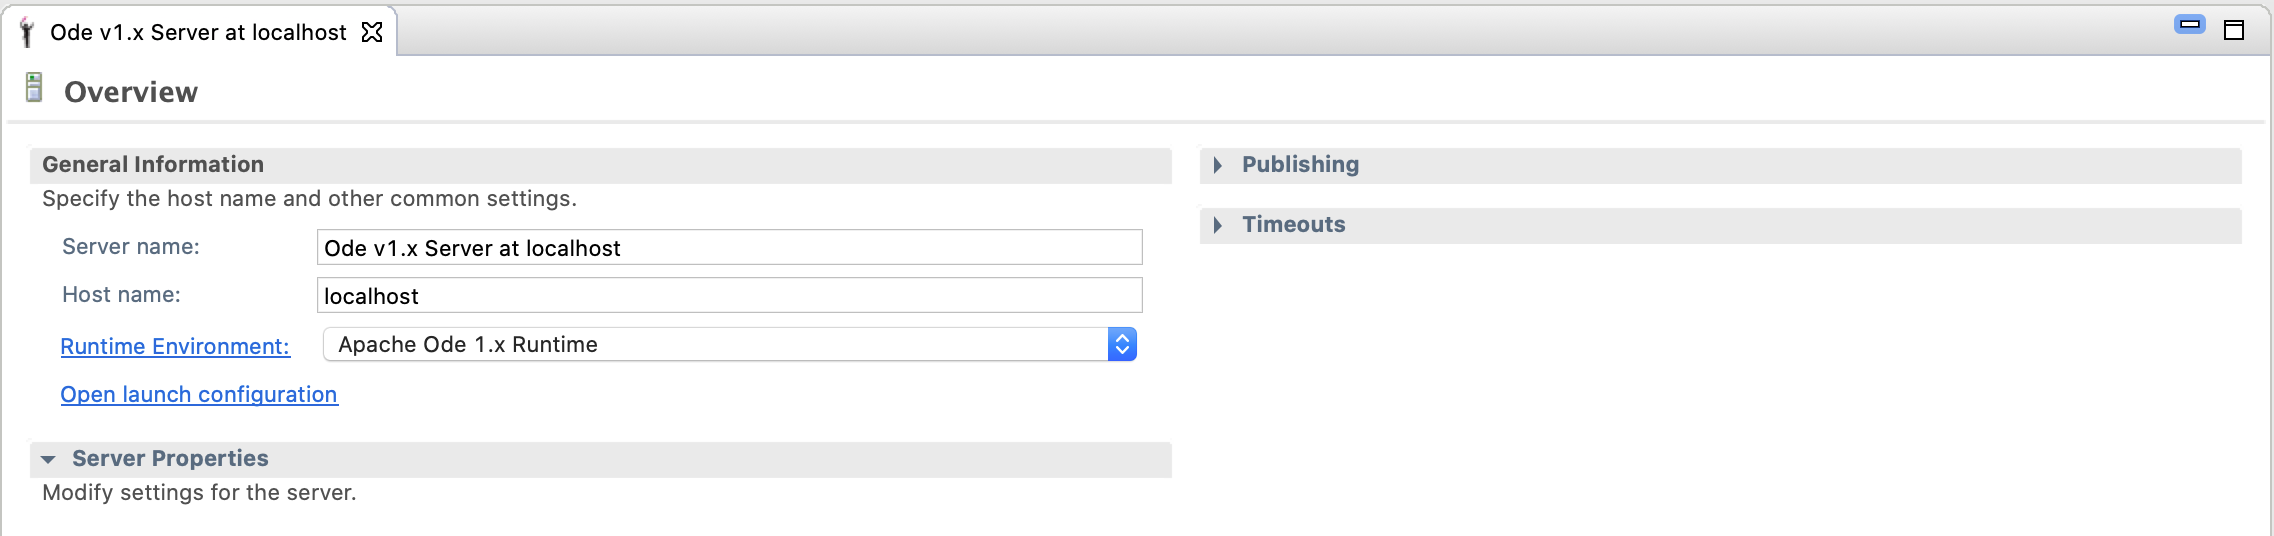 Ode v1.x Server at localhost
Overview
General Information
Specify the host name and other common settings.
Server name: Ode v1.x Server at localhost
Host name: localhost
Runtime Environment: Apache Ode 1.x Runtime
Open launch configuration
Server Properties
Modify settings for the server.
Publishing
Timeouts